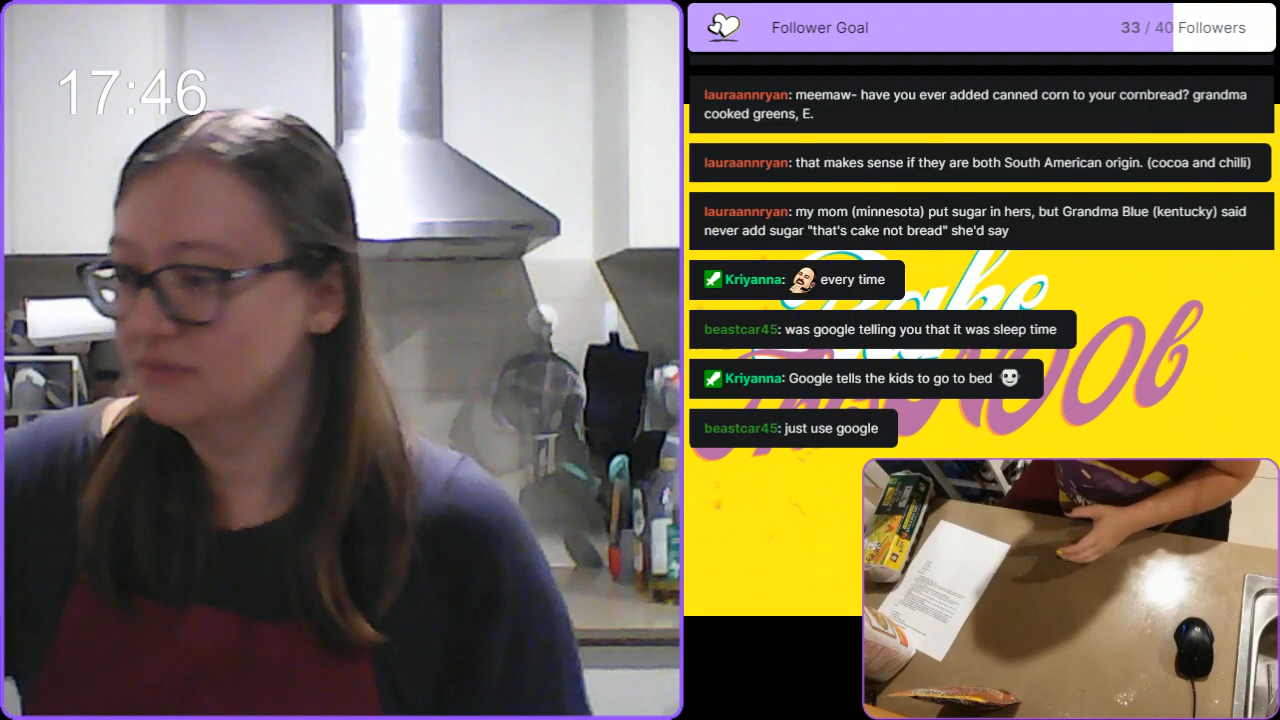 17:46
Follower Goal
33 / 40 Followers
lauraannryan: meemaw- have you ever added canned corn to your cornbread? grandma
cooked greens, E.
lauraannryan: that makes sense if they are both South American origin. (cocoa and chilli)
lauraannryan: my mom (minnesota) put sugar in hers, but Grandma Blue (kentucky) said
never add sugar "that's cake not bread" she'd say
Kriyanna: every time
beastcar45: was google telling you that it was sleep time
Kriyanna: Google tells the kids to go to bed
beastcar45: just use google